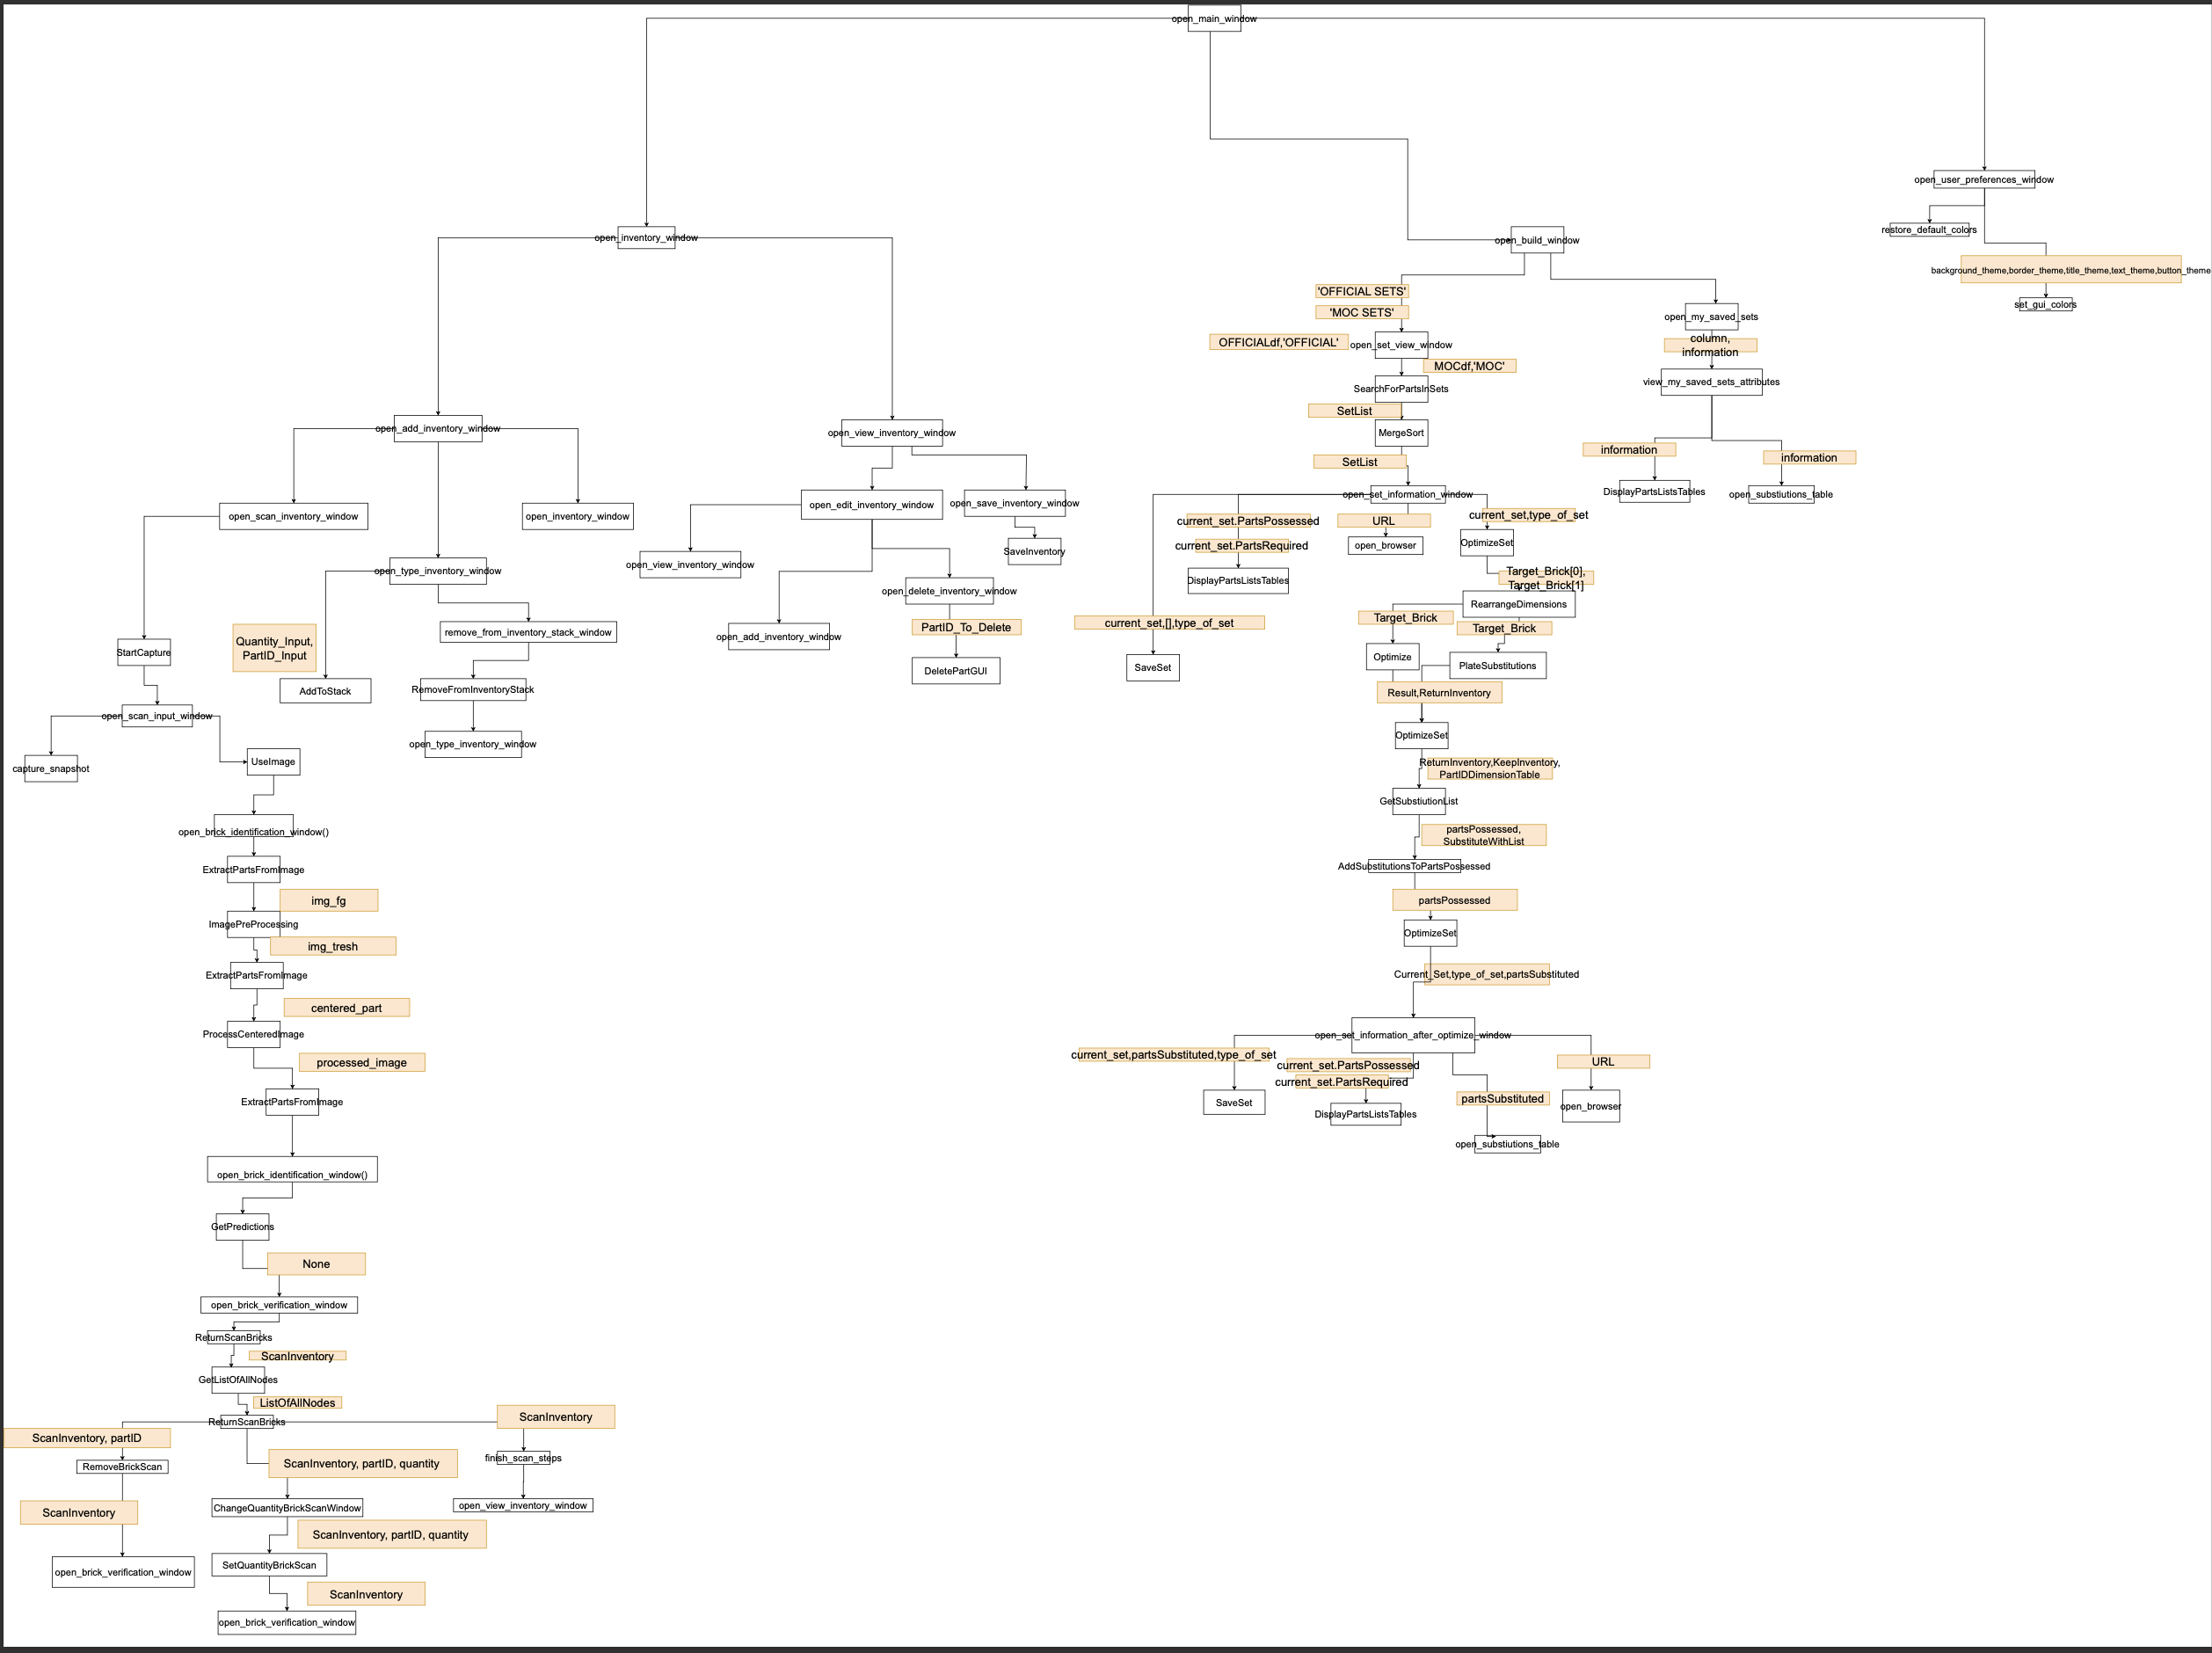 open_main_window
open_user_preferences_window
restore_default_colors
background_theme,border_theme,title_theme,text_theme,button_theme
set_gui_colors
open_inventory_window
open_build_window
'OFFICIAL SETS'
'MOC SETS'
OFFICIALdf,'OFFICIAL'
open_set_view_window
MOCdf,'MOC'
SearchForPartsInSets
SetList
MergeSort
SetList
open_set_information_window
open_my_saved_sets
column,
information
view_my_saved_sets_attributes
information
information
DisplayPartsListsTables
open_substiutions_table
open_add_inventory_window
open_view_inventory_window
open_scan_inventory_window
open_inventory_window
open_edit_inventory_window
open_save_inventory_window
SaveInventory
open_view_inventory_window
open_type_inventory_window
open_delete_inventory_window
PartID_To_Delete
open_add_inventory_window
DeletePartGUI
StartCapture
Quantity_Input,
PartID_Input
remove_from_inventory_stack_window
AddToStack
RemoveFromInventoryStack
open_type_inventory_window
open_scan_input_window
capture_snapshot
UseImage
open_brick_identification_window()
ExtractPartsFromImage
img_fg
ImagePreProcessing
img_tresh
ExtractPartsFromImage
centered_part
ProcessCenteredImage
processed_image
ExtractPartsFromImage
open_brick_identification_window()
GetPredictions
None
open_brick_verification_window
ReturnScanBricks
ScanInventory
GetListOfAllNodes
ListOfAllNodes
ReturnScanBricks
ScanInventory
ScanInventory, partID
RemoveBrickScan
ScanInventory, partID, quantity
finish_scan_steps
ScanInventory
ChangeQuantityBrickScanWindow
open_view_inventory_window
ScanInventory, partID, quantity
open_brick_verification_window
SetQuantityBrickScan
ScanInventory
open_brick_verification_window
current_set.PartsPossessed
current_set.PartsRequired
DisplayPartsListsTables
URL
open_browser
current_set,type_of_set
OptimizeSet
current_set,[],type_of_set
SaveSet
Target_Brick[0],
Target_Brick[1]
RearrangeDimensions
Target_Brick
Target_Brick
Optimize
PlateSubstitutions
Result,ReturnInventory
OptimizeSet
ReturnInventory,KeepInventory,
PartIDDimensionTable
GetSubstiutionList
partsPossessed,
SubstituteWithList
AddSubstitutionsToPartsPossessed
partsPossessed
OptimizeSet
Current_Set,type_of_set,partsSubstituted
open_set_information_after_optimize_window
current_set,partsSubstituted,type_of_set
SaveSet
current_set.PartsPossessed
current_set.PartsRequired
DisplayPartsListsTables
partsSubstituted
open_substiutions_table
URL
open_browser